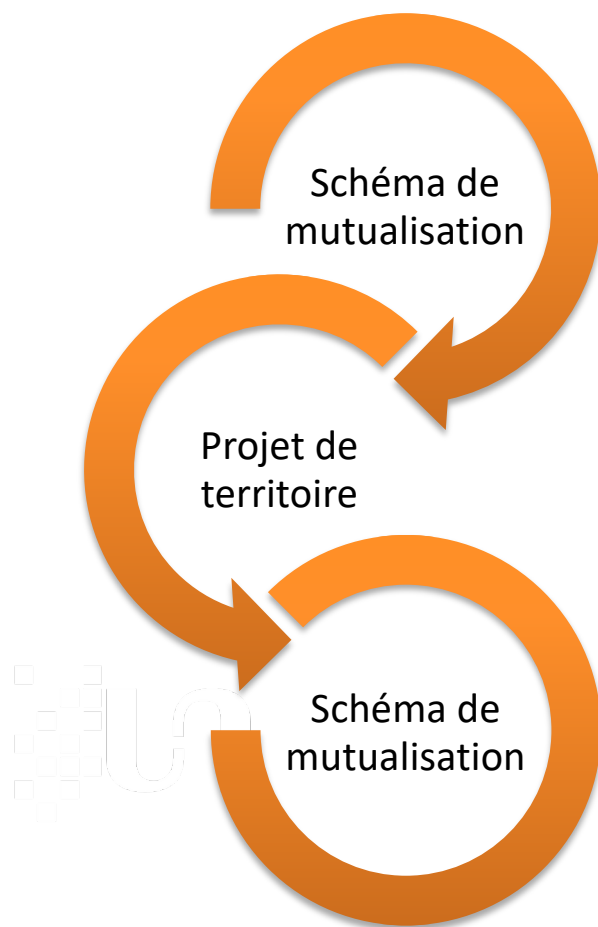 Schéma de
mutualisation
Projet de
territoire
Schéma de
mutualisation